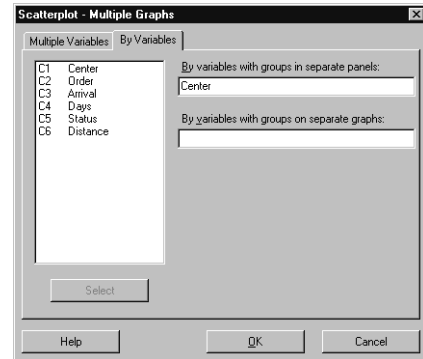 Scatterplot - Multiple Graphs
Multiple Variables By Variables
C1 Center
C2 Order
C3 Arrival
C4 Days
C5 Status
C6 Distance
By variables with groups in separate panels:
Center
By variables with groups on separate graphs:
Select
Help OK Cancel